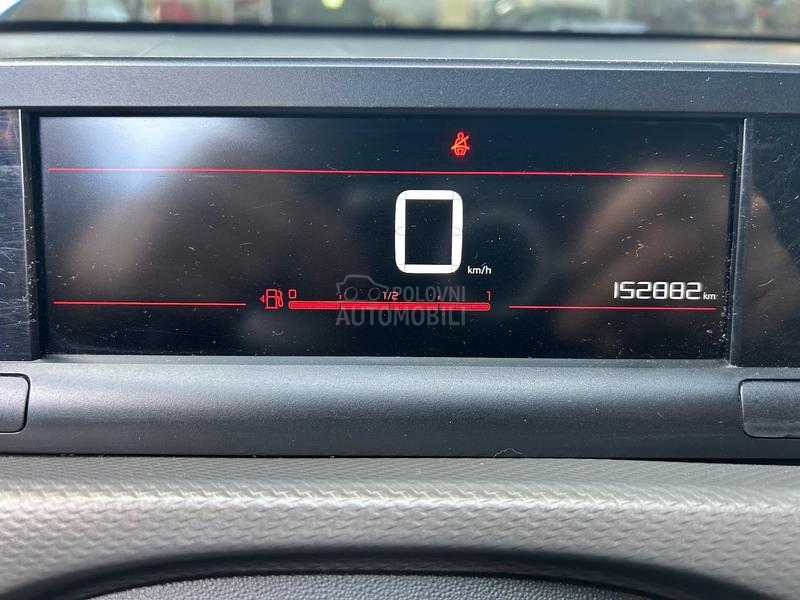 0
km/h
0 1/2 1
152882 km
POLOVNI
AUTOMOBILI